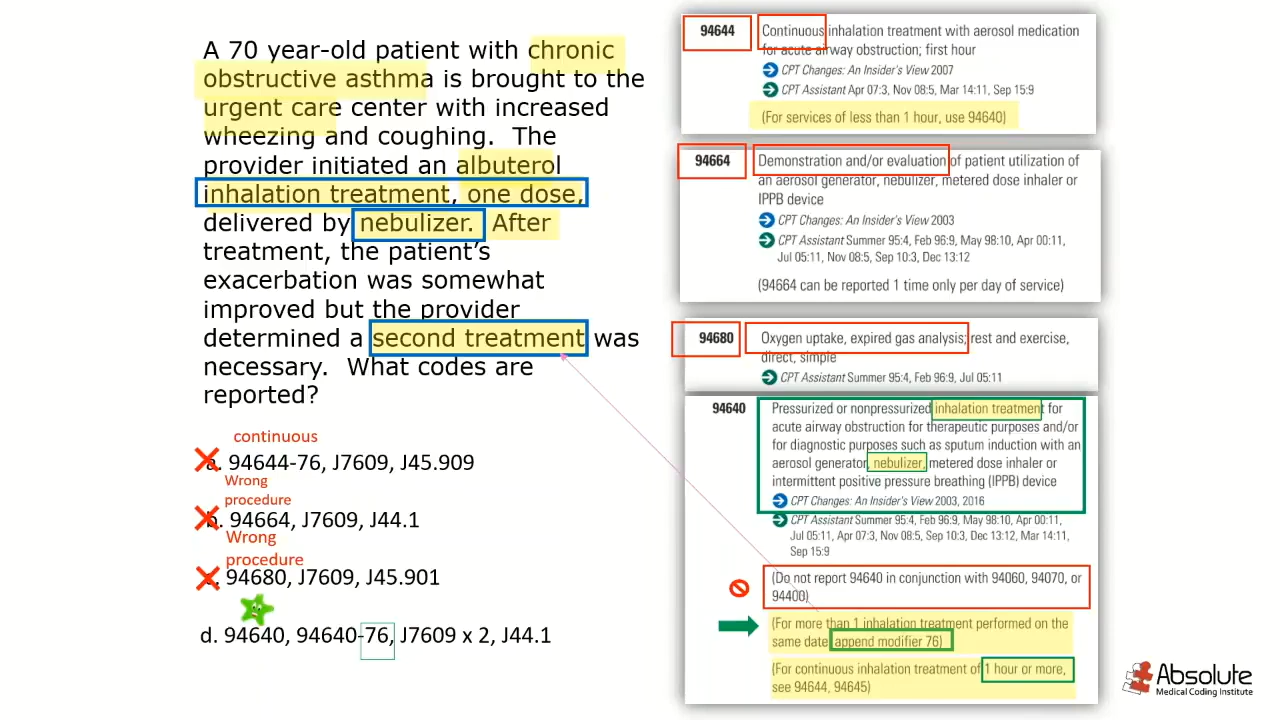 A 70 year-old patient with chronic
obstructive asthma is brought to the
urgent care center with increased
wheezing and coughing. The
provider initiated an albuterol
inhalation treatment, one dose,
delivered by nebulizer. After
treatment, the patient's
exacerbation was somewhat
improved but the provider
determined a second treatment was
necessary. What codes are
reported?
continuous
a. 94644-76, J7609, J45.909
Wrong
procedure
b. 94664, J7609, J44.1
Wrong
procedure
c. 94680, J7609, J45.901
d. 94640, 94640-76, J7609 x 2, J44.1
94644 Continuous inhalation treatment with aerosol medication
for acute airway obstruction; first hour
CPT Changes: An Insider's View 2007
CPT Assistant Apr 07:3, Nov 08:5, Mar 14:11, Sep 15:9
(For services of less than 1 hour, use 94640)
94664 Demonstration and/or evaluation of patient utilization of
an aerosol generator, nebulizer, metered dose inhaler or
IPPB device
CPT Changes: An Insider's View 2003
CPT Assistant Summer 95:4, Feb 96:9, May 98:10, Apr 00:11,
Jul 05:11, Nov 08:5, Sep 10:3, Dec 13:12
(94664 can be reported 1 time only per day of service)
94680 Oxygen uptake, expired gas analysis; rest and exercise,
direct, simple
CPT Assistant Summer 95:4, Feb 96:9, Jul 05:11
94640 Pressurized or nonpressurized inhalation treatment for
acute airway obstruction for therapeutic purposes and/or
for diagnostic purposes such as sputum induction with an
aerosol generator, nebulizer, metered dose inhaler or
intermittent positive pressure breathing (IPPB) device
CPT Changes: An Insider's View 2003, 2016
CPT Assistant Summer 95:4, Feb 96:9, May 98:10, Apr 00:11,
Jul 05:11, Apr 07:3, Nov 08:5, Sep 10:3, Dec 13:12, Mar 14:11,
Sep 15:9
(Do not report 94640 in conjunction with 94060, 94070, or
94400)
(For more than 1 inhalation treatment performed on the
same date, append modifier 76)
(For continuous inhalation treatment of 1 hour or more,
see 94644, 94645)
Absolute
Medical Coding Institute